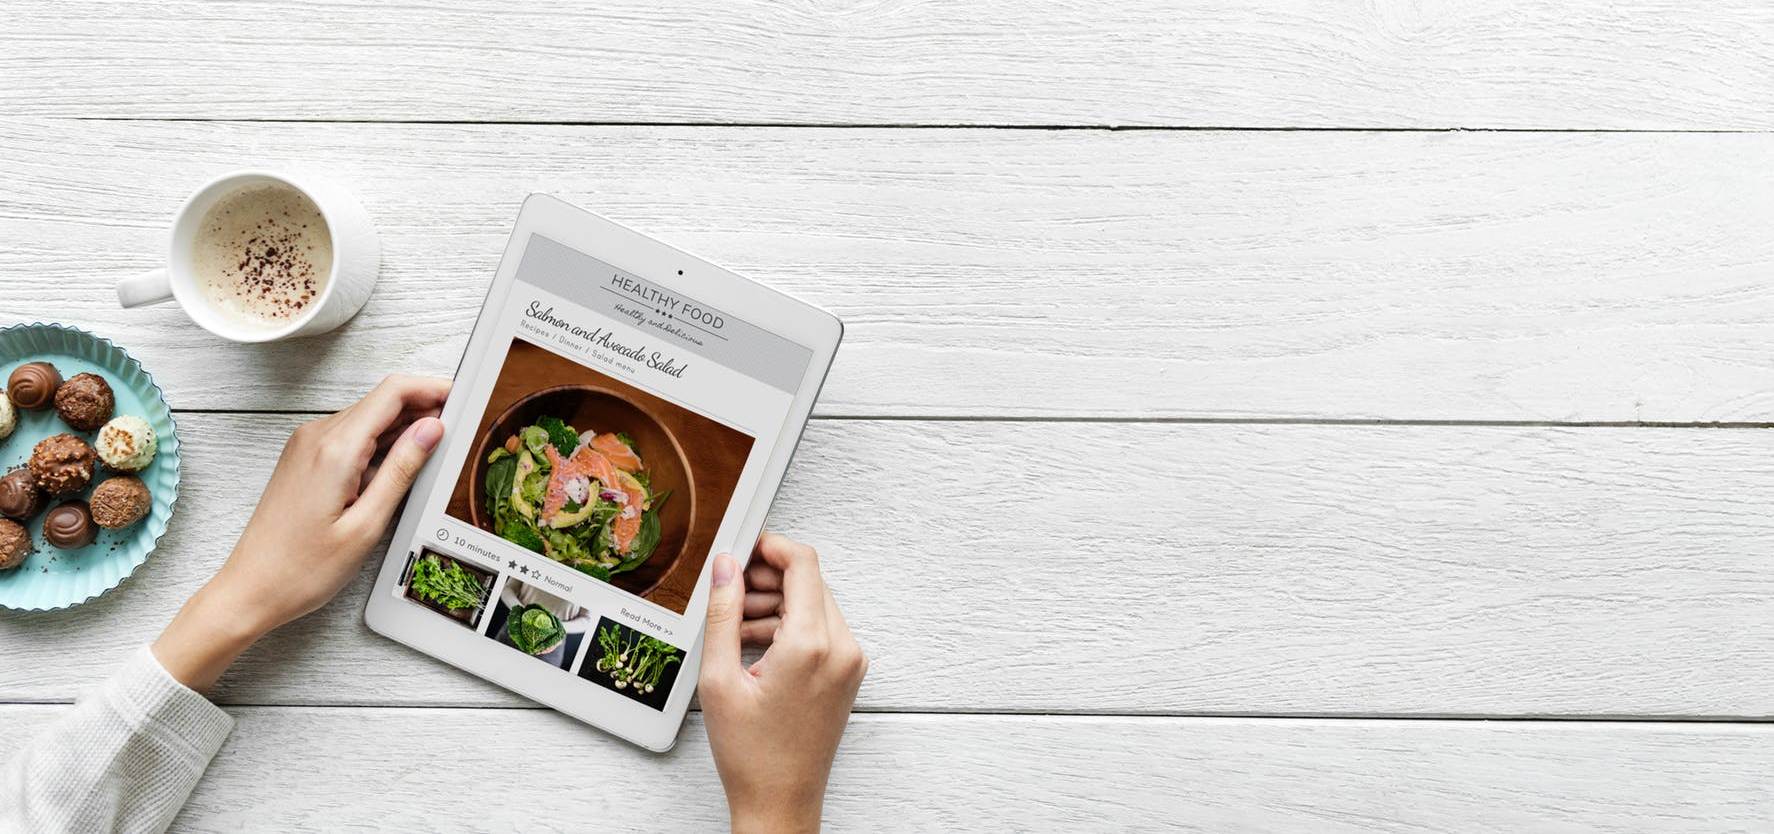 HEALTHY FOOD
Healthy and Delicious
Salmon and Avocado Salad
Recipes / Dinner / Salad menu
10 minutes
Normal
Read More >>